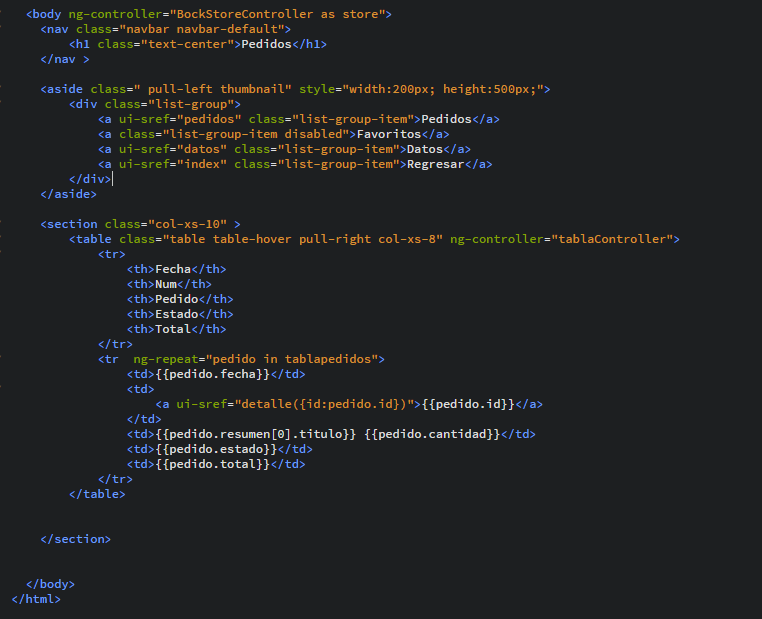 <body ng-controller="BockStoreController as store">
<nav class="navbar navbar-default">
<h1 class="text-center">Pedidos</h1>
</nav >
<aside class=" pull-left thumbnail" style="width:200px; height:500px;">
<div class="list-group">
<a ui-sref="pedidos" class="list-group-item">Pedidos</a>
<a class="list-group-item disabled">Favoritos</a>
<a ui-sref="datos" class="list-group-item">Datos</a>
<a ui-sref="index" class="list-group-item">Regresar</a>
</div>
</aside>
<section class="col-xs-10" >
<table class="table table-hover pull-right col-xs-8" ng-controller="tablaController">
<tr>
<th>Fecha</th>
<th>Num</th>
<th>Pedido</th>
<th>Estado</th>
<th>Total</th>
</tr>
<tr  ng-repeat="pedido in tablapedidos">
<td>{{pedido.fecha}}</td>
<td>
<a ui-sref="detalle({id:pedido.id})">{{pedido.id}}</a>
</td>
<td>{{pedido.resumen[0].titulo}} {{pedido.cantidad}}</td>
<td>{{pedido.estado}}</td>
<td>{{pedido.total}}</td>
</tr>
</table>
</section>
</body>
</html>